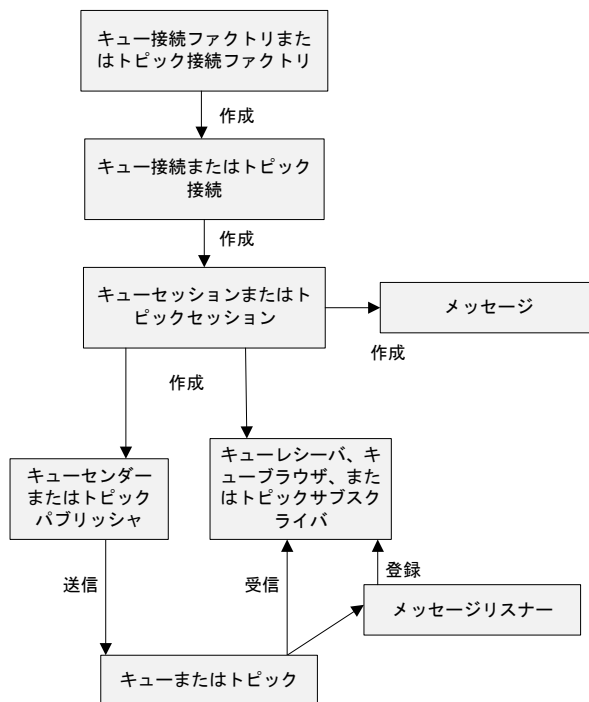 キュー接続ファクトリまた
はトピック接続ファクトリ
作成
キュー接続またはトピック
接続
作成
キューセッションまたはト
ピックセッション
メッセージ
作成
作成
キューセンダー
またはトピック
パブリッシャ
キューレシーバ、キ
ューブラウザ、また
はトピックサブスク
ライバ
送信
受信
登録
メッセージリスナー
キューまたはトピック